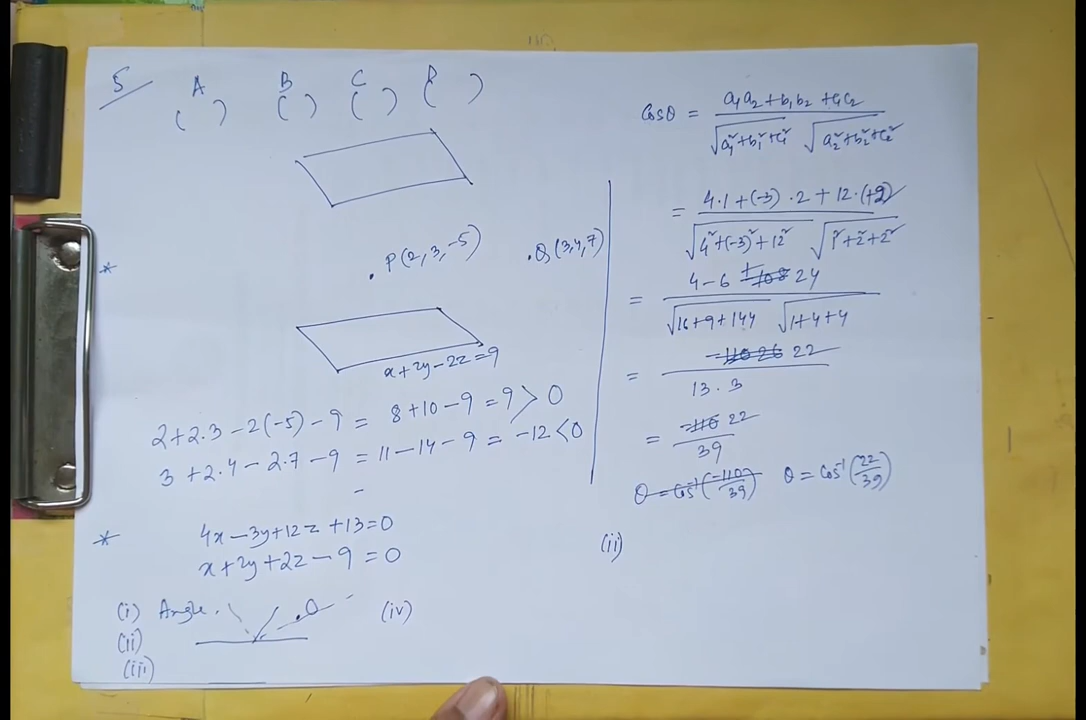 5 A B C P
( ) ( ) ( ) ( )
* P(2,3,-5) Q(3,4,7)
x+2y-2z=9
2+2.3-2(-5)-9 = 8+10-9 = 9 > 0
3+2.4-2.7-9 = 11-14-9 = -12 < 0
* 4x-3y+12z+13=0
x+2y+2z-9=0
(i) Angle. O (iv)
(ii)
(iii)
Cosθ = a₁a₂+b₁b₂+c₁c₂ / √a₁²+b₁²+c₁² √a₂²+b₂²+c₂²
= 4.1+(-3).2+12.(+2) / √4²+(-3)²+12² √1²+2²+2²
= 4-6+24 / √16+9+144 √1+4+4
= 22 / 13.3
= 22 / 39
θ = Cos⁻¹(-110/39) θ = Cos⁻¹(22/39)
(ii)